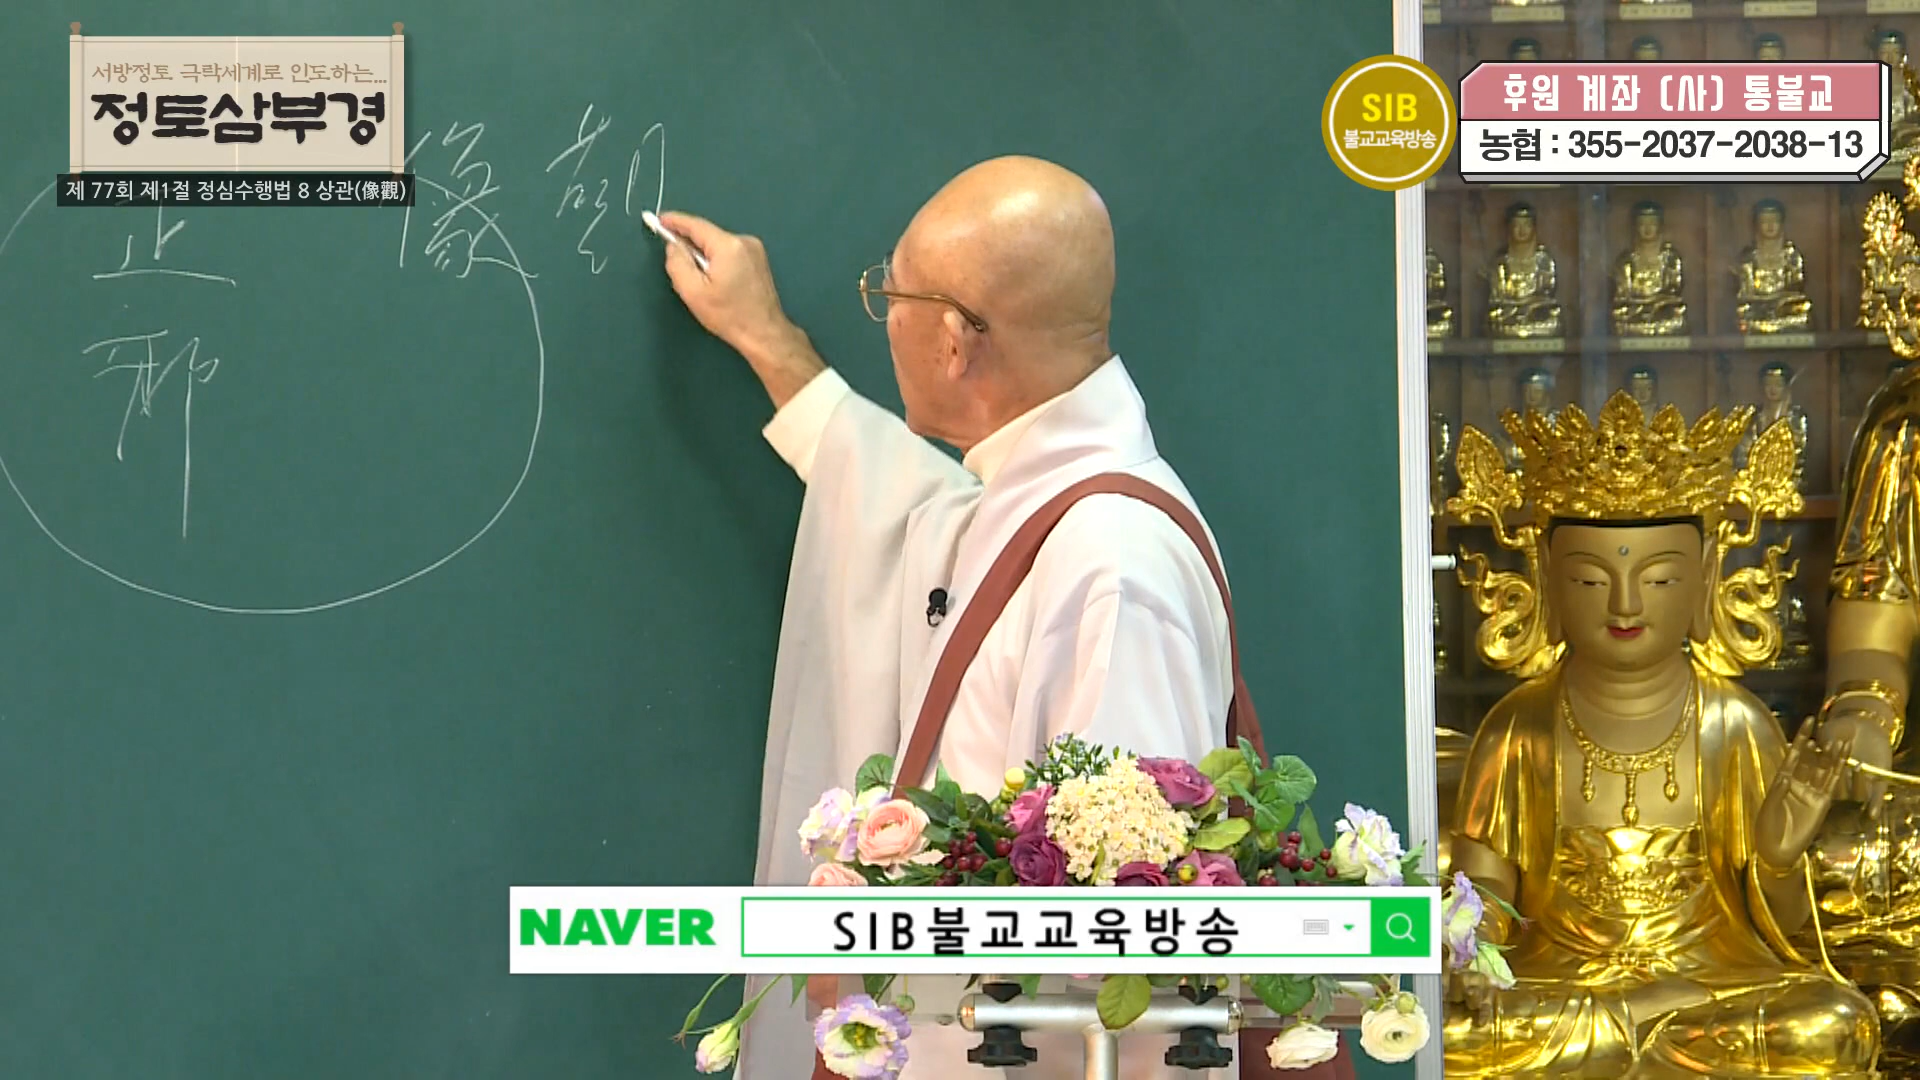 서방정토 극락세계로 인도하는...
정토삼부경
제 77회 제1절 정심수행법 8 상관(像觀)
SIB
불교교육방송
후원 계좌 (사) 통불교
농협 : 355-2037-2038-13
像 觀
正
邪
NAVER
SIB불교교육방송